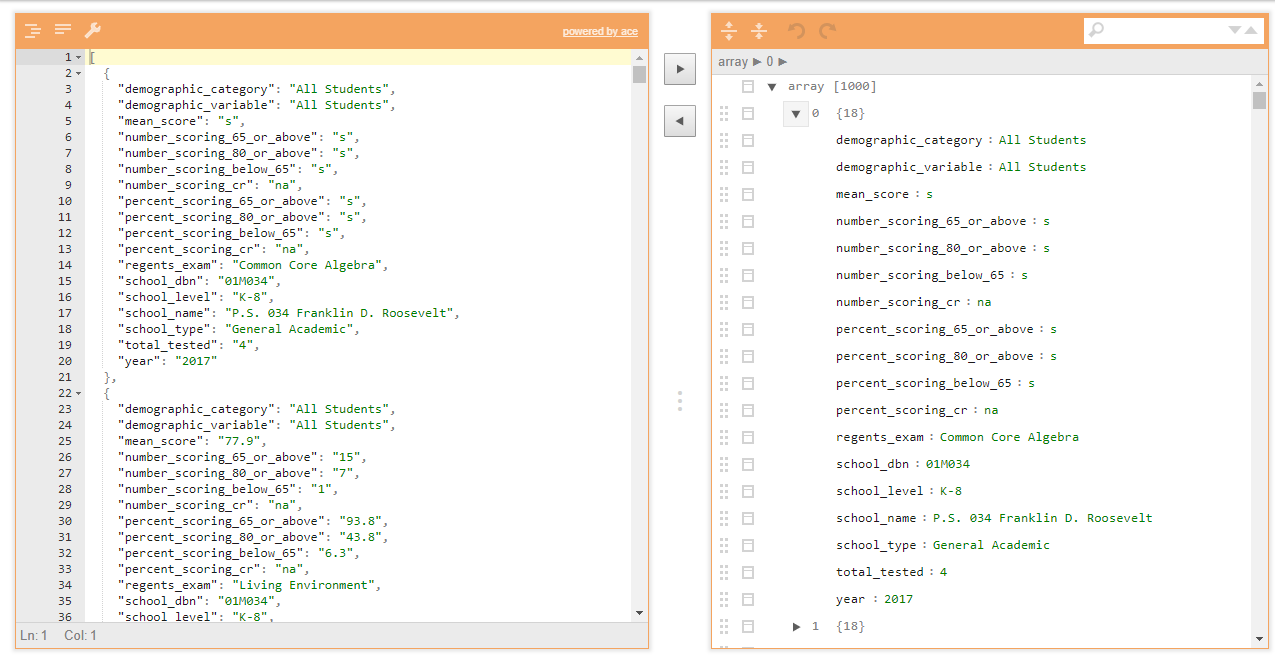 powered by ace
1 [
2 {
3 "demographic_category": "All Students",
4 "demographic_variable": "All Students",
5 "mean_score": "s",
6 "number_scoring_65_or_above": "s",
7 "number_scoring_80_or_above": "s",
8 "number_scoring_below_65": "s",
9 "number_scoring_cr": "na",
10 "percent_scoring_65_or_above": "s",
11 "percent_scoring_80_or_above": "s",
12 "percent_scoring_below_65": "s",
13 "percent_scoring_cr": "na",
14 "regents_exam": "Common Core Algebra",
15 "school_dbn": "01M034",
16 "school_level": "K-8",
17 "school_name": "P.S. 034 Franklin D. Roosevelt",
18 "school_type": "General Academic",
19 "total_tested": "4",
20 "year": "2017"
21 },
22 {
23 "demographic_category": "All Students",
24 "demographic_variable": "All Students",
25 "mean_score": "77.9",
26 "number_scoring_65_or_above": "15",
27 "number_scoring_80_or_above": "7",
28 "number_scoring_below_65": "1",
29 "number_scoring_cr": "na",
30 "percent_scoring_65_or_above": "93.8",
31 "percent_scoring_80_or_above": "43.8",
32 "percent_scoring_below_65": "6.3",
33 "percent_scoring_cr": "na",
34 "regents_exam": "Living Environment",
35 "school_dbn": "01M034",
36 "school_level": "K-8",
Ln: 1 Col: 1
array ► 0 ►
▼ array [1000]
▼ 0 {18}
demographic_category : All Students
demographic_variable : All Students
mean_score : s
number_scoring_65_or_above : s
number_scoring_80_or_above : s
number_scoring_below_65 : s
number_scoring_cr : na
percent_scoring_65_or_above : s
percent_scoring_80_or_above : s
percent_scoring_below_65 : s
percent_scoring_cr : na
regents_exam : Common Core Algebra
school_dbn : 01M034
school_level : K-8
school_name : P.S. 034 Franklin D. Roosevelt
school_type : General Academic
total_tested : 4
year : 2017
► 1 {18}